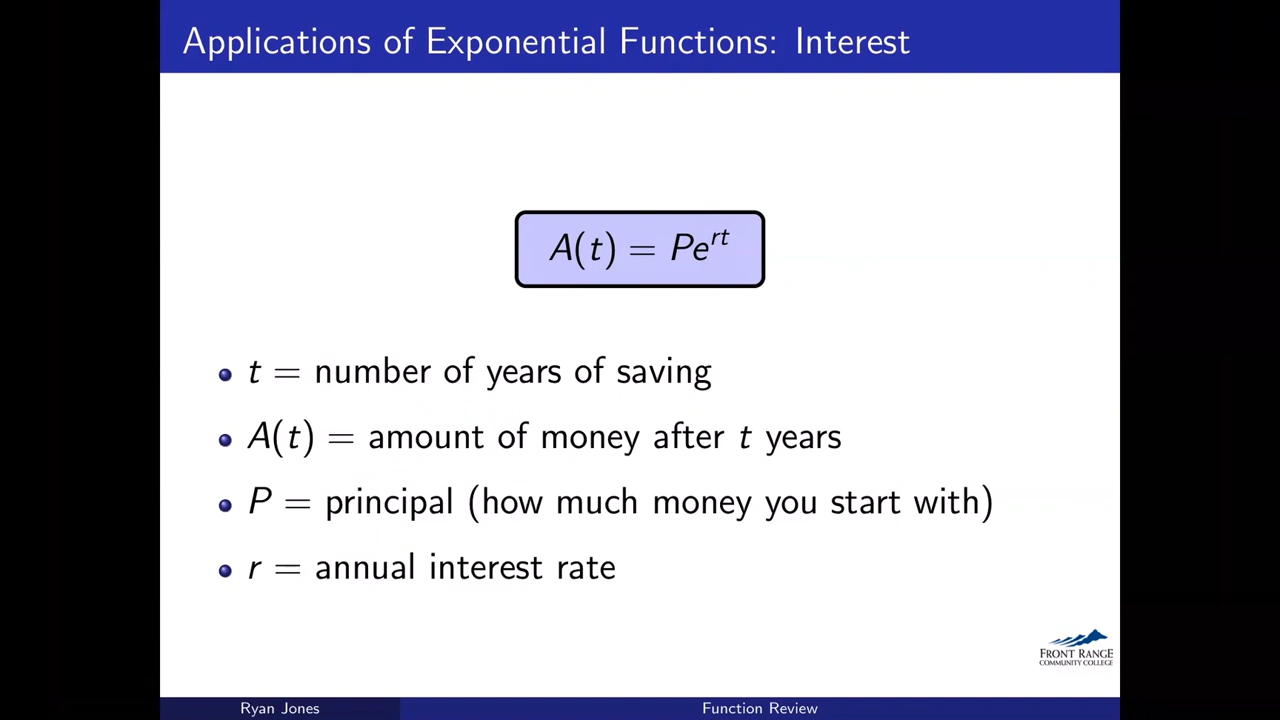 Applications of Exponential Functions: Interest
A(t) = Pe^{rt}
t = number of years of saving
A(t) = amount of money after t years
P = principal (how much money you start with)
r = annual interest rate
FRONT RANGE
COMMUNITY COLLEGE
Ryan Jones
Function Review